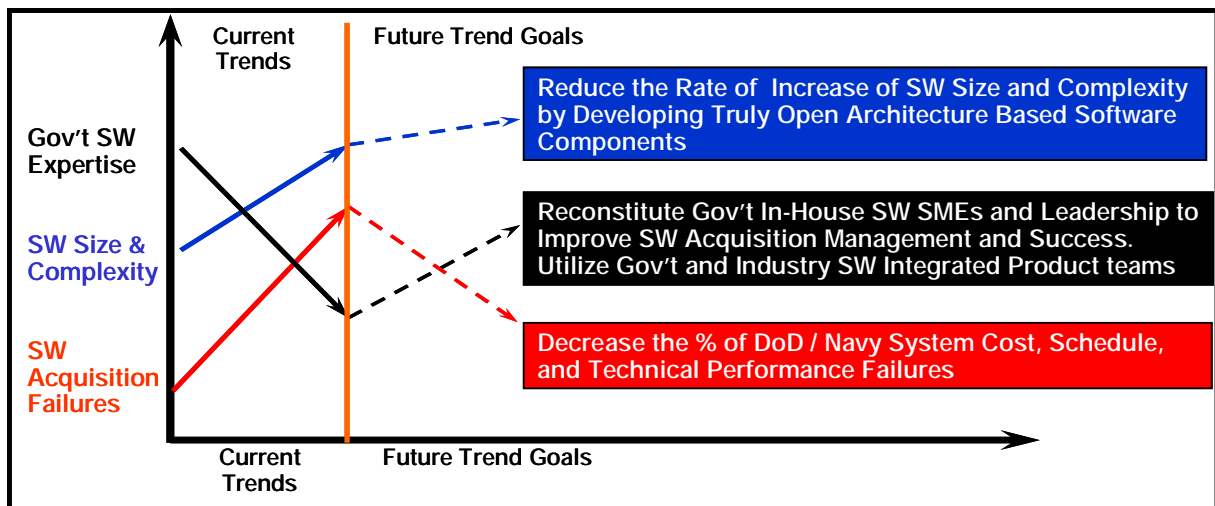 Current
Trends
Future Trend Goals
Reduce the Rate of Increase of SW Size and Complexity
by Developing Truly Open Architecture Based Software
Components
Gov't SW
Expertise
Reconstitute Gov't In-House SW SMEs and Leadership to
Improve SW Acquisition Management and Success.
Utilize Gov't and Industry SW Integrated Product teams
SW Size &
Complexity
Decrease the % of DoD / Navy System Cost, Schedule,
and Technical Performance Failures
SW
Acquisition
Failures
Current
Trends
Future Trend Goals